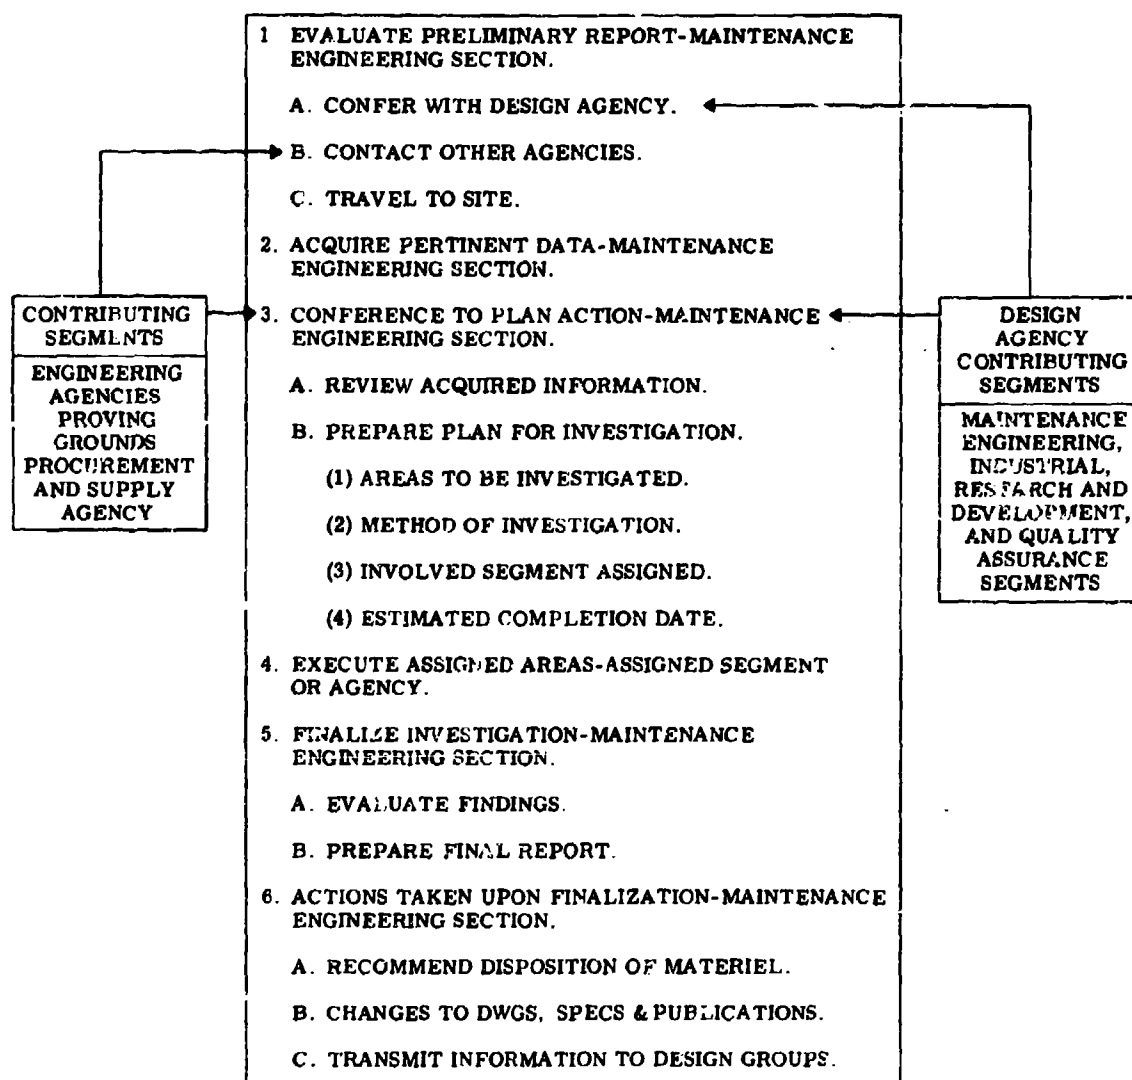 1 EVALUATE PRELIMINARY REPORT-MAINTENANCE
ENGINEERING SECTION.
A. CONFER WITH DESIGN AGENCY.
B. CONTACT OTHER AGENCIES.
C. TRAVEL TO SITE.
2. ACQUIRE PERTINENT DATA-MAINTENANCE
ENGINEERING SECTION.
3. CONFERENCE TO PLAN ACTION-MAINTENANCE
ENGINEERING SECTION.
A. REVIEW ACQUIRED INFORMATION.
B. PREPARE PLAN FOR INVESTIGATION.
(1) AREAS TO BE INVESTIGATED.
(2) METHOD OF INVESTIGATION.
(3) INVOLVED SEGMENT ASSIGNED.
(4) ESTIMATED COMPLETION DATE.
4. EXECUTE ASSIGNED AREAS-ASSIGNED SEGMENT
OR AGENCY.
5. FINALIZE INVESTIGATION-MAINTENANCE
ENGINEERING SECTION.
A. EVALUATE FINDINGS.
B. PREPARE FINAL REPORT.
6. ACTIONS TAKEN UPON FINALIZATION-MAINTENANCE
ENGINEERING SECTION.
A. RECOMMEND DISPOSITION OF MATERIEL.
B. CHANGES TO DWGS, SPECS & PUBLICATIONS.
C. TRANSMIT INFORMATION TO DESIGN GROUPS.
CONTRIBUTING
SEGMENTS
ENGINEERING
AGENCIES
PROVING
GROUNDS
PROCUREMENT
AND SUPPLY
AGENCY
DESIGN
AGENCY
CONTRIBUTING
SEGMENTS
MAINTENANCE
ENGINEERING,
INDUSTRIAL,
RESEARCH AND
DEVELOPMENT,
AND QUALITY
ASSURANCE
SEGMENTS